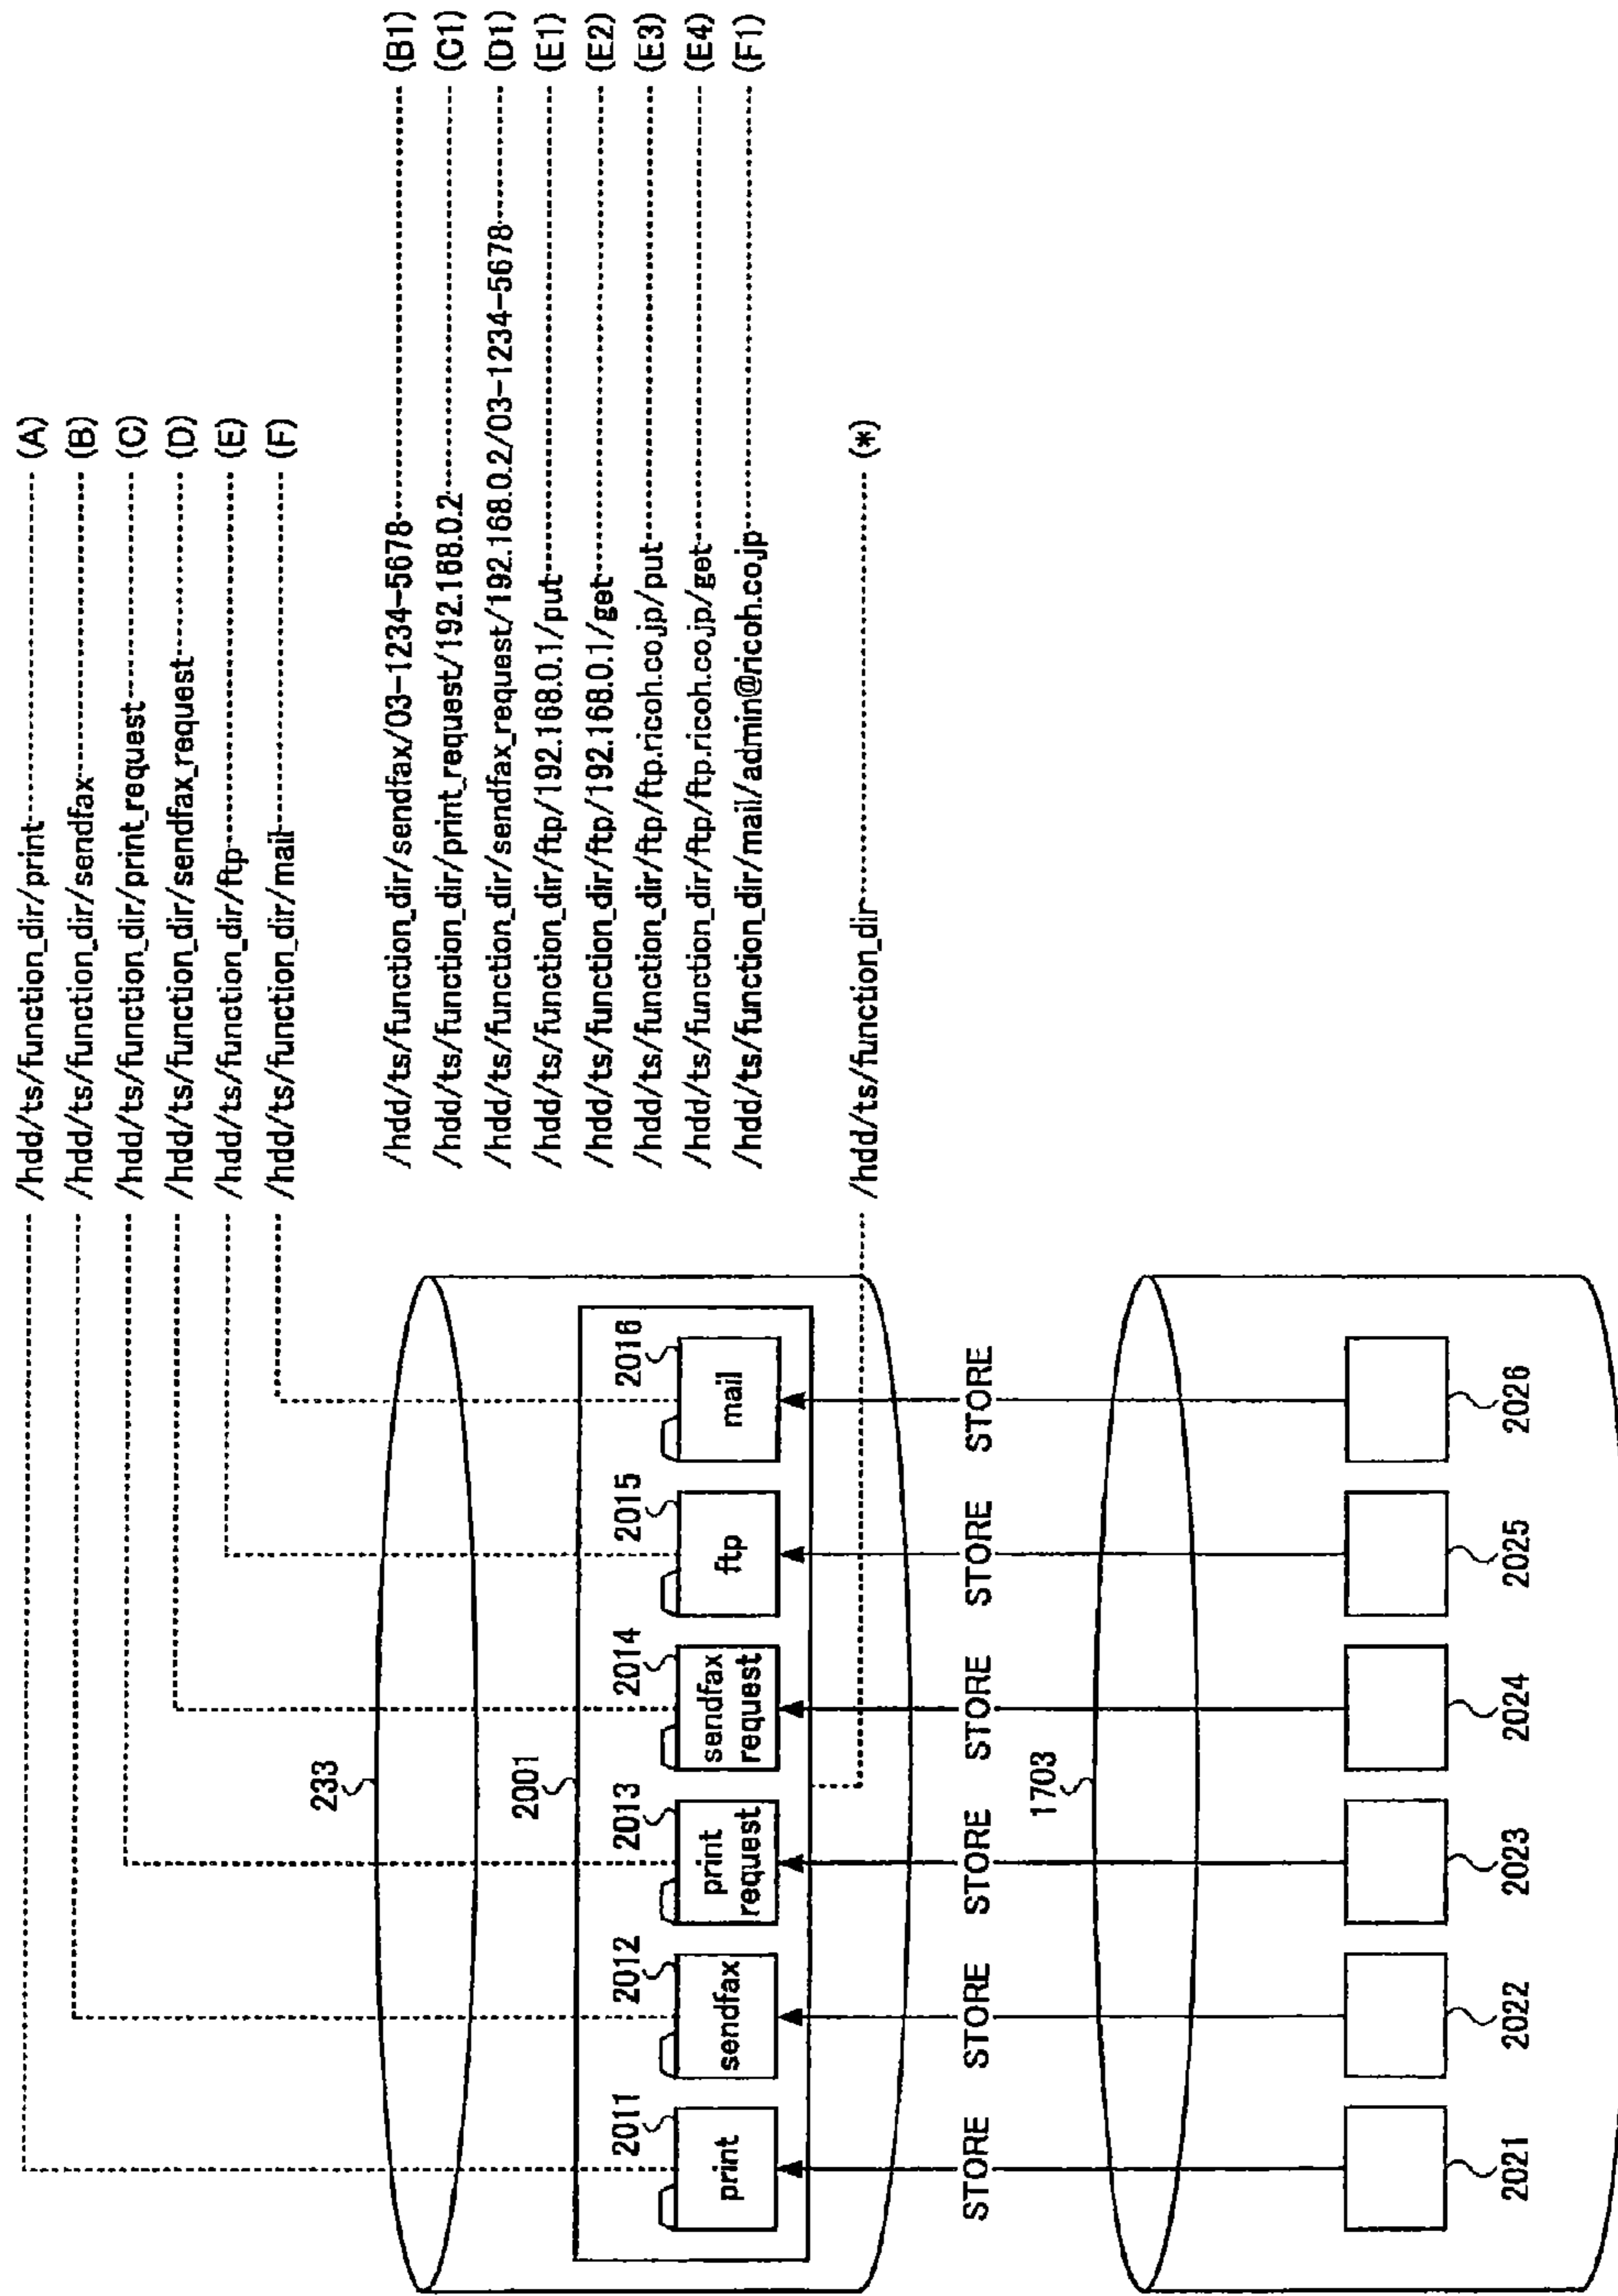 /hdd/ts/function_dir/print (A)
/hdd/ts/function_dir/sendfax (B)
/hdd/ts/function_dir/print_request (C)
/hdd/ts/function_dir/sendfax_request (D)
/hdd/ts/function_dir/ftp (E)
/hdd/ts/function_dir/mail (F)
/hdd/ts/function_dir/sendfax/03-1234-5678 (B1)
/hdd/ts/function_dir/print_request/192.168.0.2 (C1)
/hdd/ts/function_dir/sendfax_request/192.168.0.2/03-1234-5678 (D1)
/hdd/ts/function_dir/ftp/192.168.0.1/put (E1)
/hdd/ts/function_dir/ftp/192.168.0.1/get (E2)
/hdd/ts/function_dir/ftp/ftp.ricoh.co.jp/put (E3)
/hdd/ts/function_dir/ftp/ftp.ricoh.co.jp/get (E4)
/hdd/ts/function_dir/mail/admin@ricoh.co.jp (F1)
/hdd/ts/function_dir (*)
233
2001
2011 2012 2013 2014 2015 2016
print sendfax print request sendfax request ftp mail
STORE STORE STORE STORE STORE STORE
1703
2021 2022 2023 2024 2025 2026